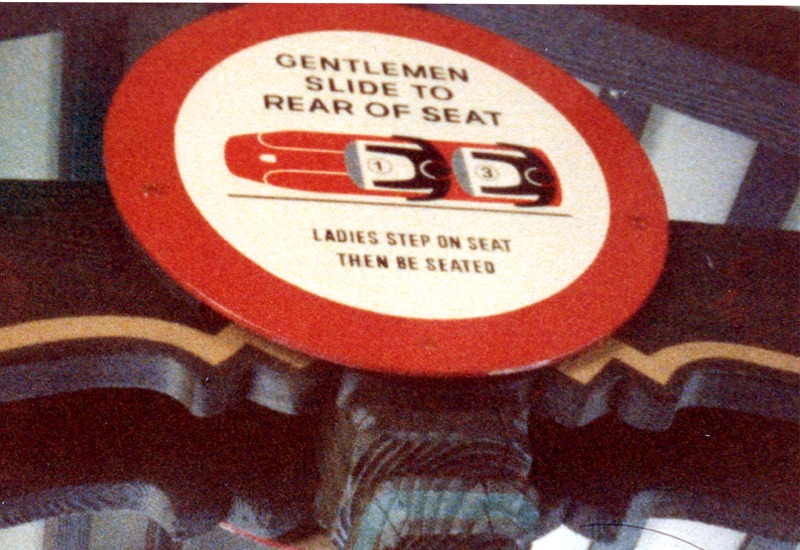 GENTLEMEN
SLIDE TO
REAR OF SEAT
1 3
LADIES STEP ON SEAT
THEN BE SEATED